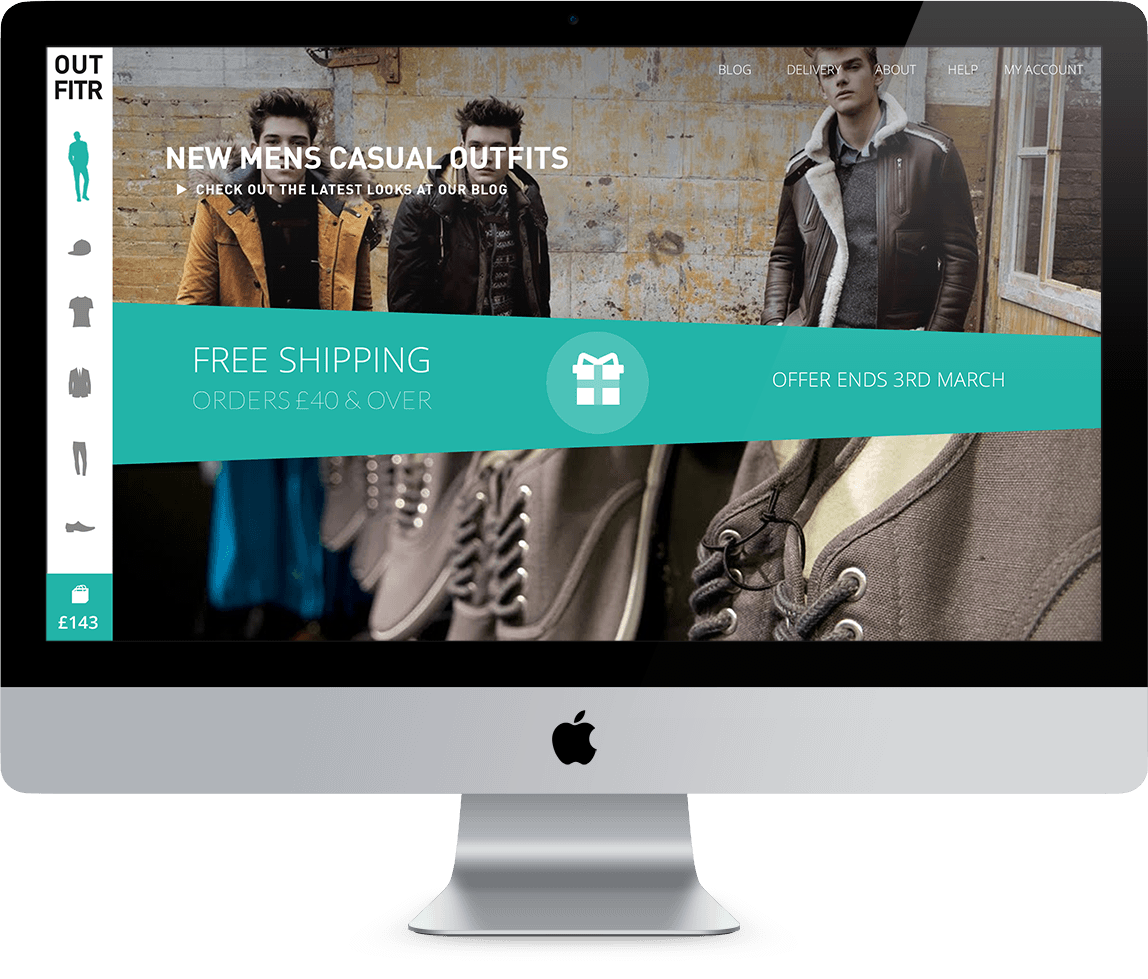 OUT
FITR
BLOG DELIVERY ABOUT HELP MY ACCOUNT
NEW MENS CASUAL OUTFITS
CHECK OUT THE LATEST LOOKS AT OUR BLOG
FREE SHIPPING
ORDERS £40 & OVER
OFFER ENDS 3RD MARCH
£143